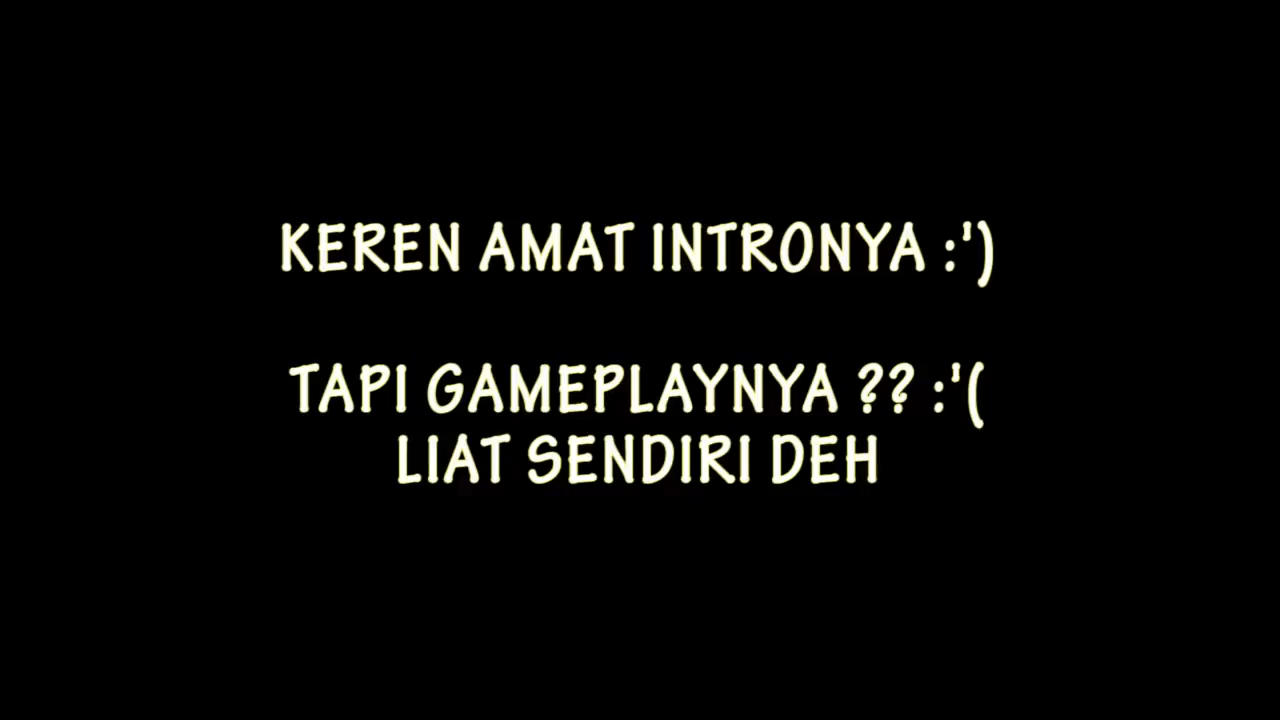 KEREN AMAT INTRONYA :')
TAPI GAMEPLAYNYA ?? :'(
LIAT SENDIRI DEH